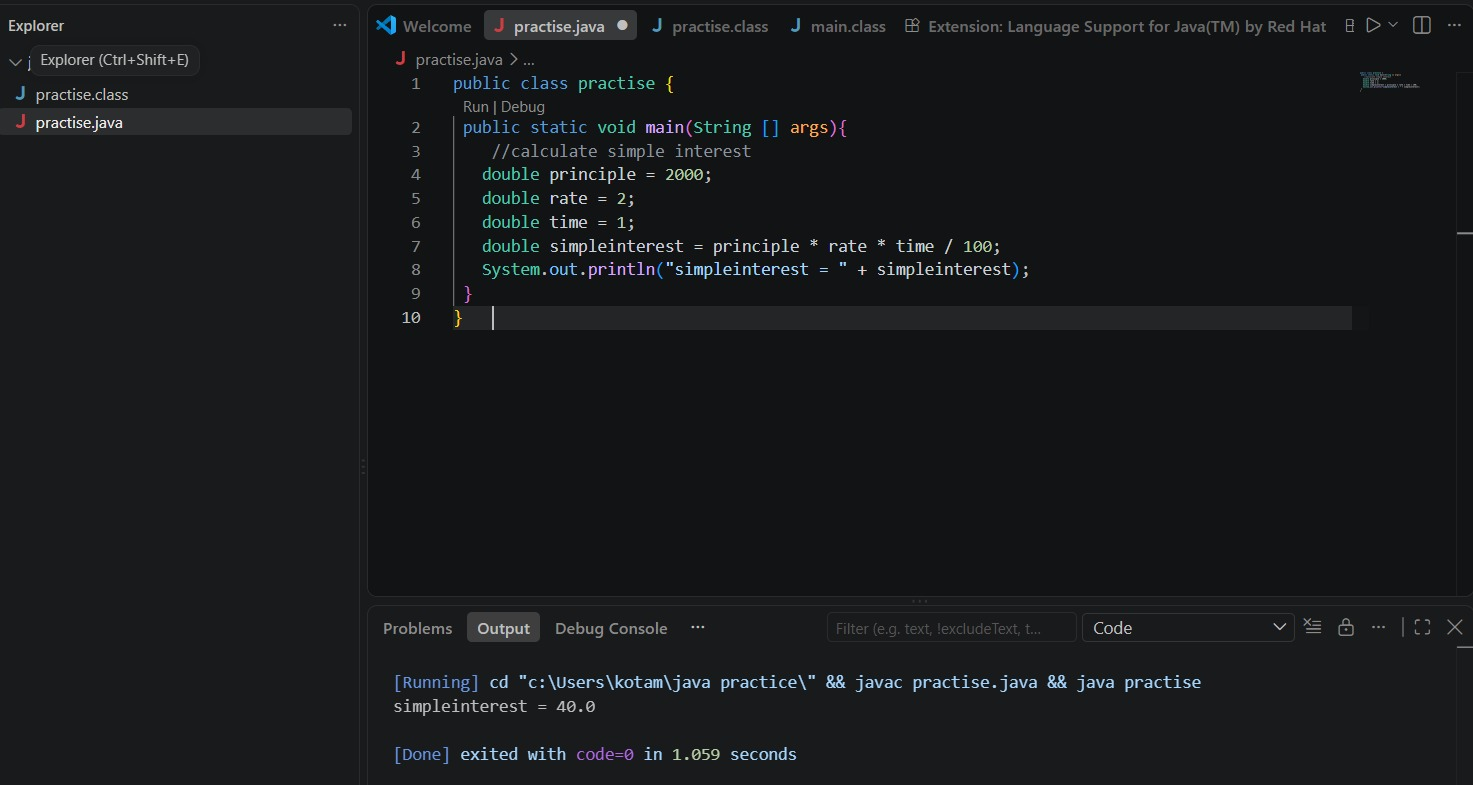 Explorer
Explorer (Ctrl+Shift+E)
practise.class
practise.java
Welcome
practise.java
practise.class
main.class
Extension: Language Support for Java(TM) by Red Hat
practise.java > ...
1 public class practise {
Run | Debug
2 public static void main(String [] args){
3 //calculate simple interest
4 double principle = 2000;
5 double rate = 2;
6 double time = 1;
7 double simpleinterest = principle * rate * time / 100;
8 System.out.println("simpleinterest = " + simpleinterest);
9 }
10 }
Problems
Output
Debug Console
Filter (e.g. text, !excludeText, t...
Code
[Running] cd "c:\Users\kotam\java practice\" && javac practise.java && java practise
simpleinterest = 40.0
[Done] exited with code=0 in 1.059 seconds